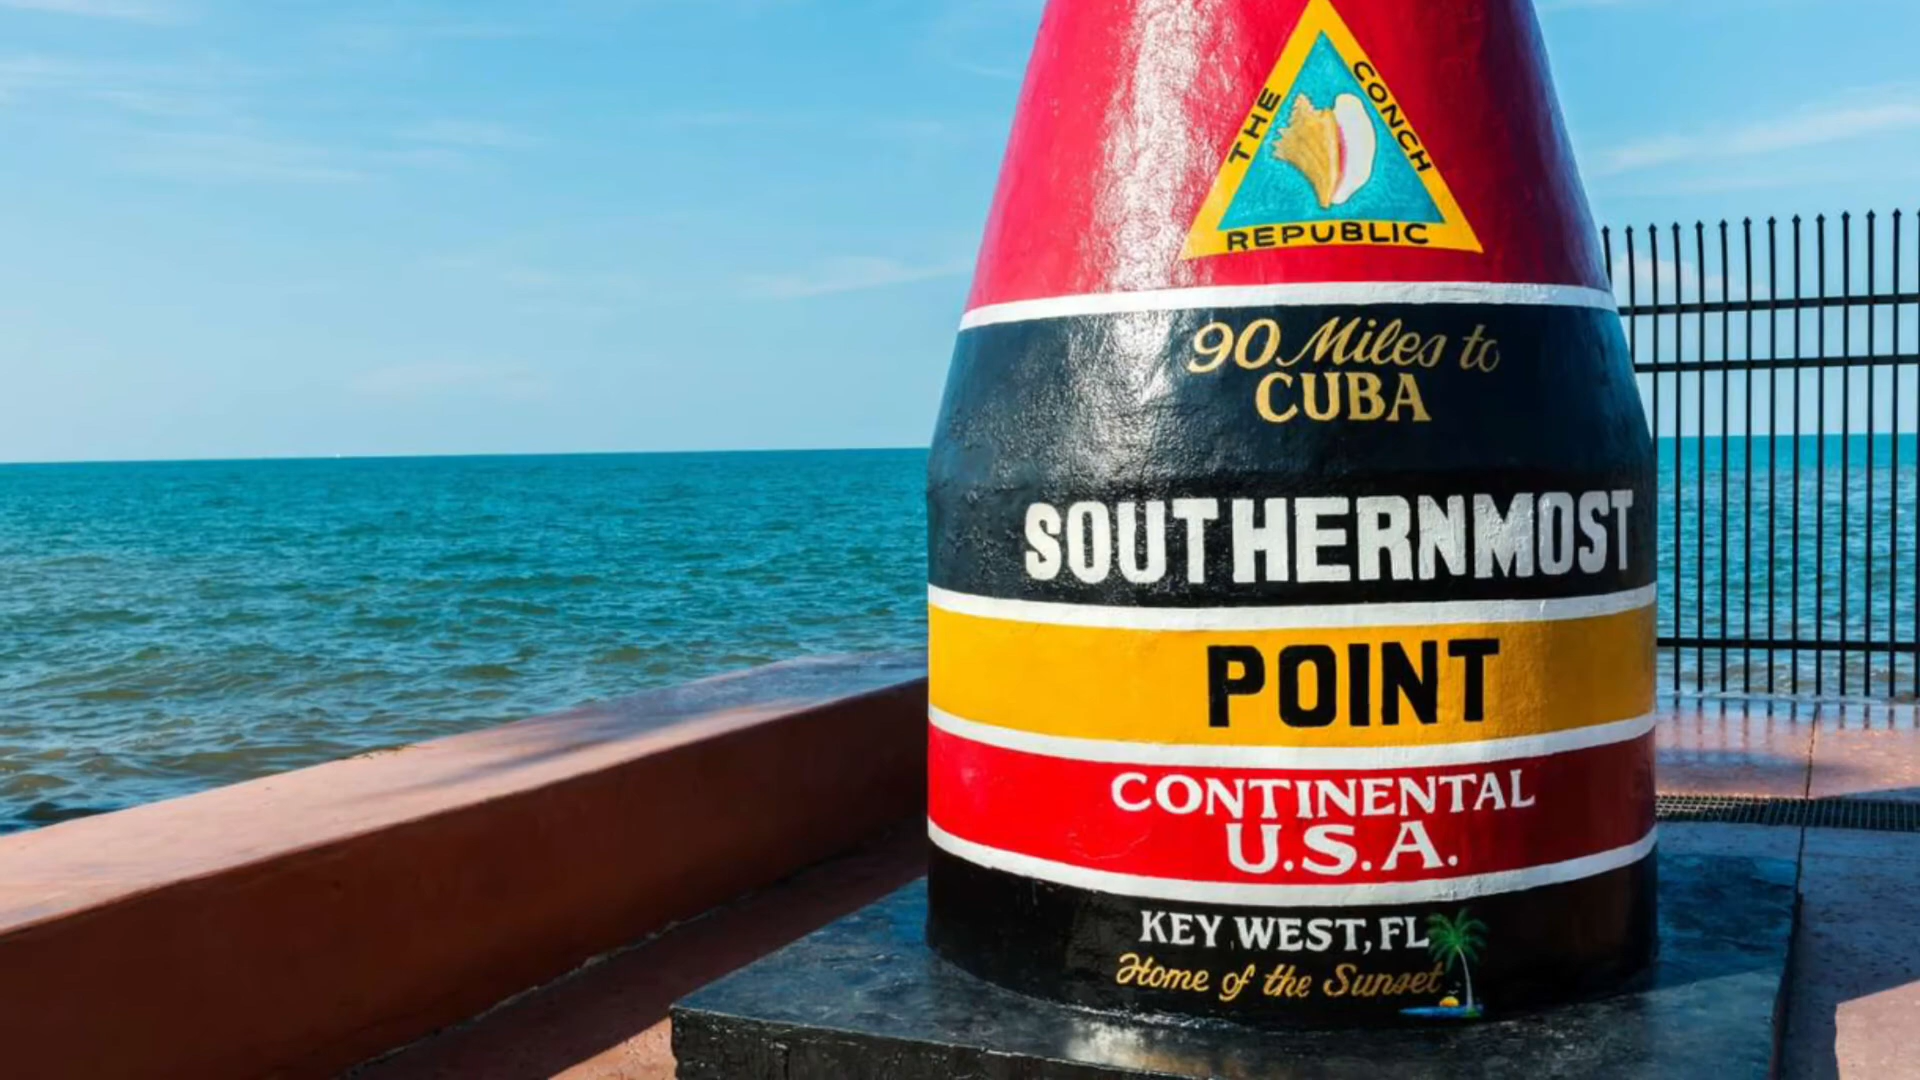 THE CONCH
REPUBLIC
90 Miles to
CUBA
SOUTHERNMOST
POINT
CONTINENTAL
U.S.A.
KEY WEST, FL
Home of the Sunset